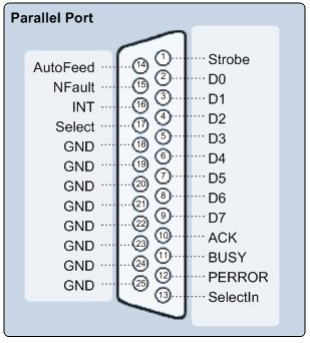 Parallel Port
AutoFeed 14 1 Strobe
NFault 15 2 D0
INT 16 3 D1
Select 17 4 D2
GND 18 5 D3
GND 19 6 D4
GND 20 7 D5
GND 21 8 D6
GND 22 9 D7
GND 23 10 ACK
GND 24 11 BUSY
GND 25 12 PERROR
13 SelectIn